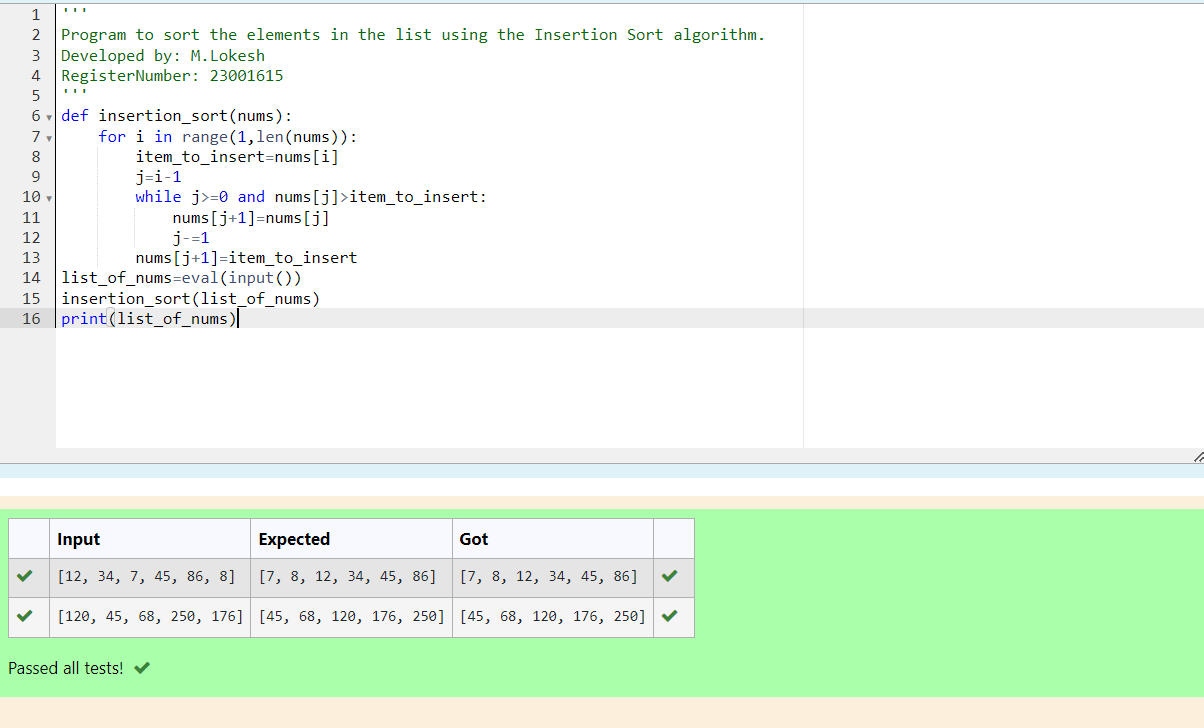 1 '''
2 Program to sort the elements in the list using the Insertion Sort algorithm.
3 Developed by: M.Lokesh
4 RegisterNumber: 23001615
5 '''
6 def insertion_sort(nums):
7     for i in range(1,len(nums)):
8         item_to_insert=nums[i]
9         j=i-1
10         while j>=0 and nums[j]>item_to_insert:
11             nums[j+1]=nums[j]
12             j-=1
13         nums[j+1]=item_to_insert
14 list_of_nums=eval(input())
15 insertion_sort(list_of_nums)
16 print(list_of_nums)
Input Expected Got
[12, 34, 7, 45, 86, 8] [7, 8, 12, 34, 45, 86] [7, 8, 12, 34, 45, 86]
[120, 45, 68, 250, 176] [45, 68, 120, 176, 250] [45, 68, 120, 176, 250]
Passed all tests!